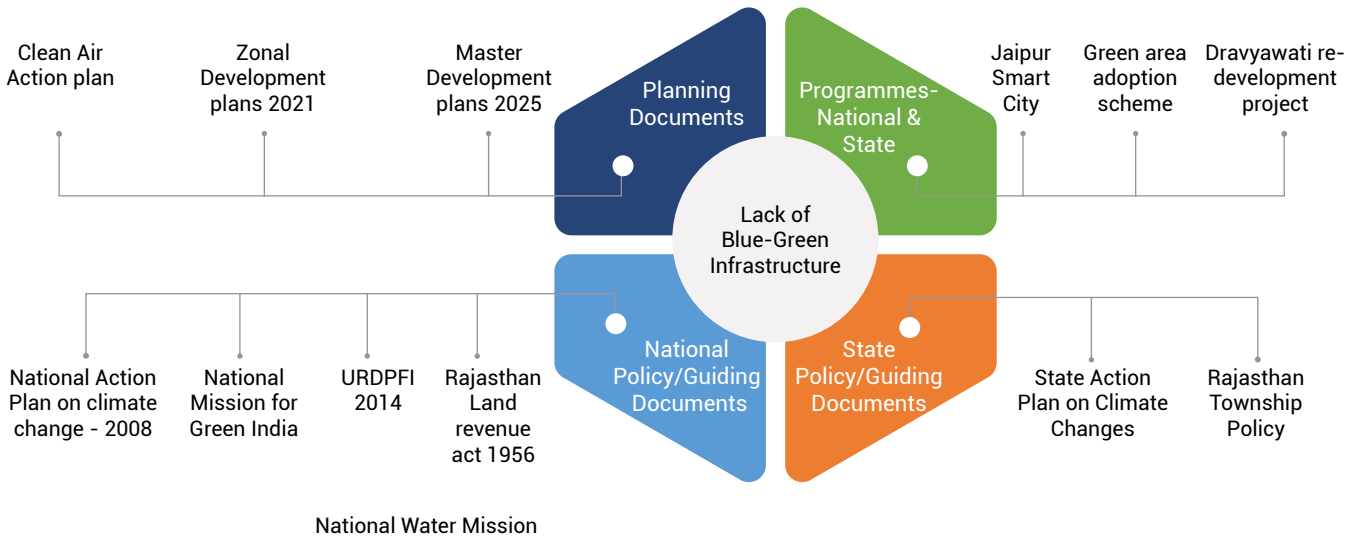 Clean Air
Action plan
Zonal
Development
plans 2021
Master
Development
plans 2025
Planning
Documents
Programmes-
National &
State
Jaipur
Smart
City
Green area
adoption
scheme
Dravyawati re-
development
project
Lack of
Blue-Green
Infrastructure
National
Policy/Guiding
Documents
State
Policy/Guiding
Documents
National Action
Plan on climate
change - 2008
National
Mission for
Green India
URDPFI
2014
Rajasthan
Land
revenue
act 1956
State Action
Plan on Climate
Changes
Rajasthan
Township
Policy
National Water Mission